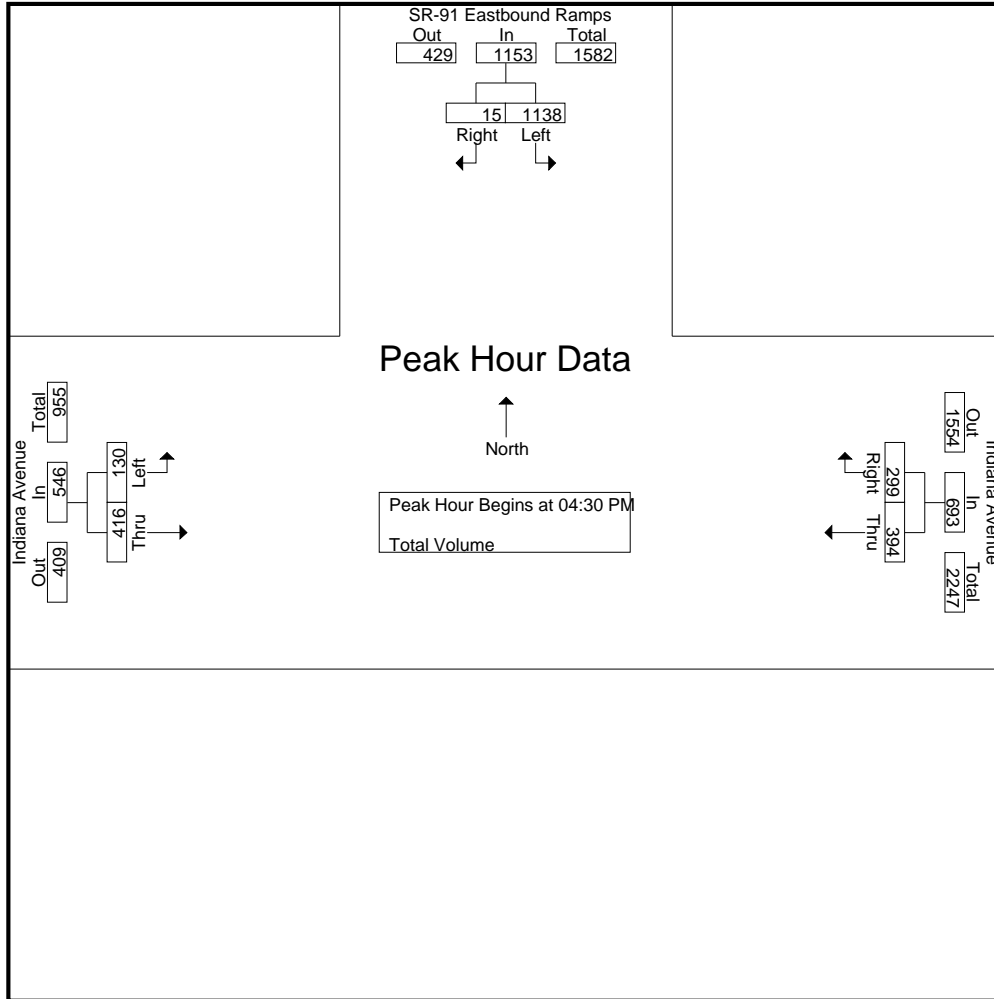 SR-91 Eastbound Ramps
Out In Total
429 1153 1582
15 1138
Right Left
Peak Hour Data
North
Peak Hour Begins at 04:30 PM
Total Volume
Indiana Avenue
Out In Total
409 546 955
Left Thru
130 416
Indiana Avenue
Out In Total
1554 693 2247
Right Thru
299 394